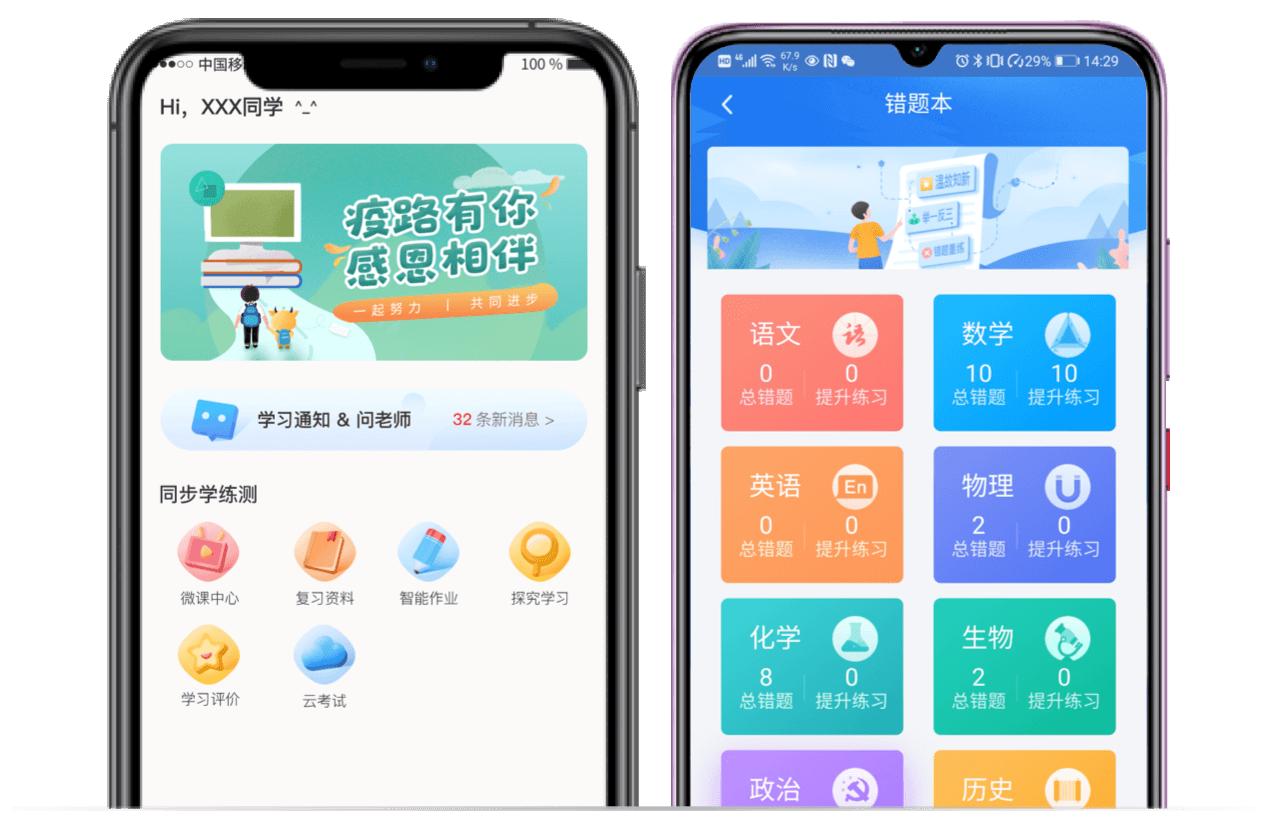 中国移
100 %
Hi，XXX同学 ^_^
疫路有你
感恩相伴
一起努力 | 共同进步
学习通知 & 问老师
32 条新消息 >
同步学练测
微课中心
复习资料
智能作业
探究学习
学习评价
云考试
HD 4G 67.9 K/s
29% 14:29
错题本
温故知新
举一反三
错题重练
语文
语
0 0
总错题 提升练习
数学
10 10
总错题 提升练习
英语
En
0 0
总错题 提升练习
物理
2 0
总错题 提升练习
化学
8 0
总错题 提升练习
生物
2 0
总错题 提升练习
政治
历史